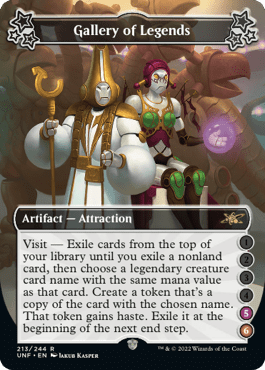 Gallery of Legends
Artifact — Attraction
Visit — Exile cards from the top of
your library until you exile a nonland
card, then choose a legendary creature
card name with the same mana value
as that card. Create a token that's a
copy of the card with the chosen name.
That token gains haste. Exile it at the
beginning of the next end step.
1
2
3
4
5
6
213/244 R
UNF • EN Jakub Kasper
™ & © 2022 Wizards of the Coast